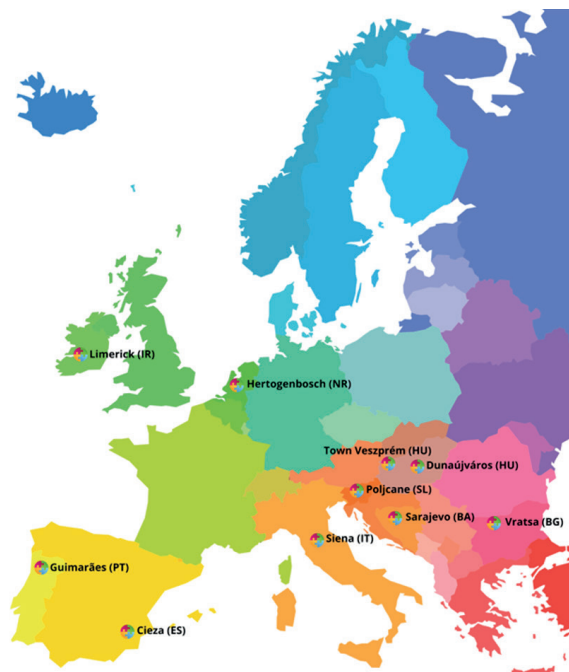 Limerick (IR)
Hertogenbosch (NR)
Town Veszprém (HU)
Dunaújváros (HU)
Poljcane (SL)
Sarajevo (BA)
Vratsa (BG)
Siena (IT)
Guimarães (PT)
Cieza (ES)